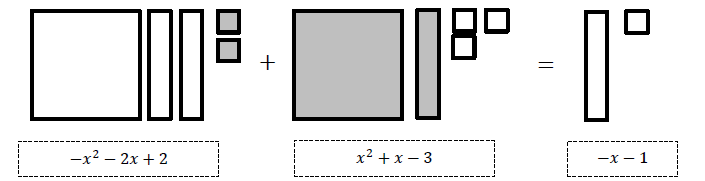 + =
−x² − 2x + 2 x² + x − 3 −x − 1